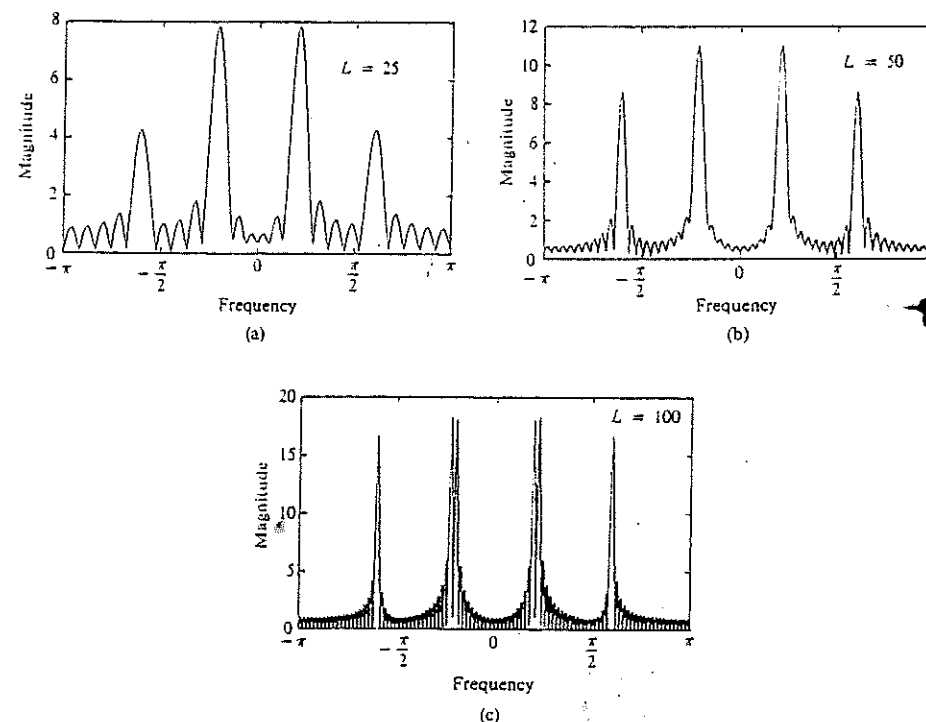 8
6
4
2
0
Magnitude
L = 25
-π
-π/2
0
π/2
π
Frequency
(a)
12
10
8
6
4
2
0
Magnitude
L = 50
-π
-π/2
0
π/2
Frequency
(b)
20
15
10
5
0
Magnitude
L = 100
-π
-π/2
0
π/2
π
Frequency
(c)